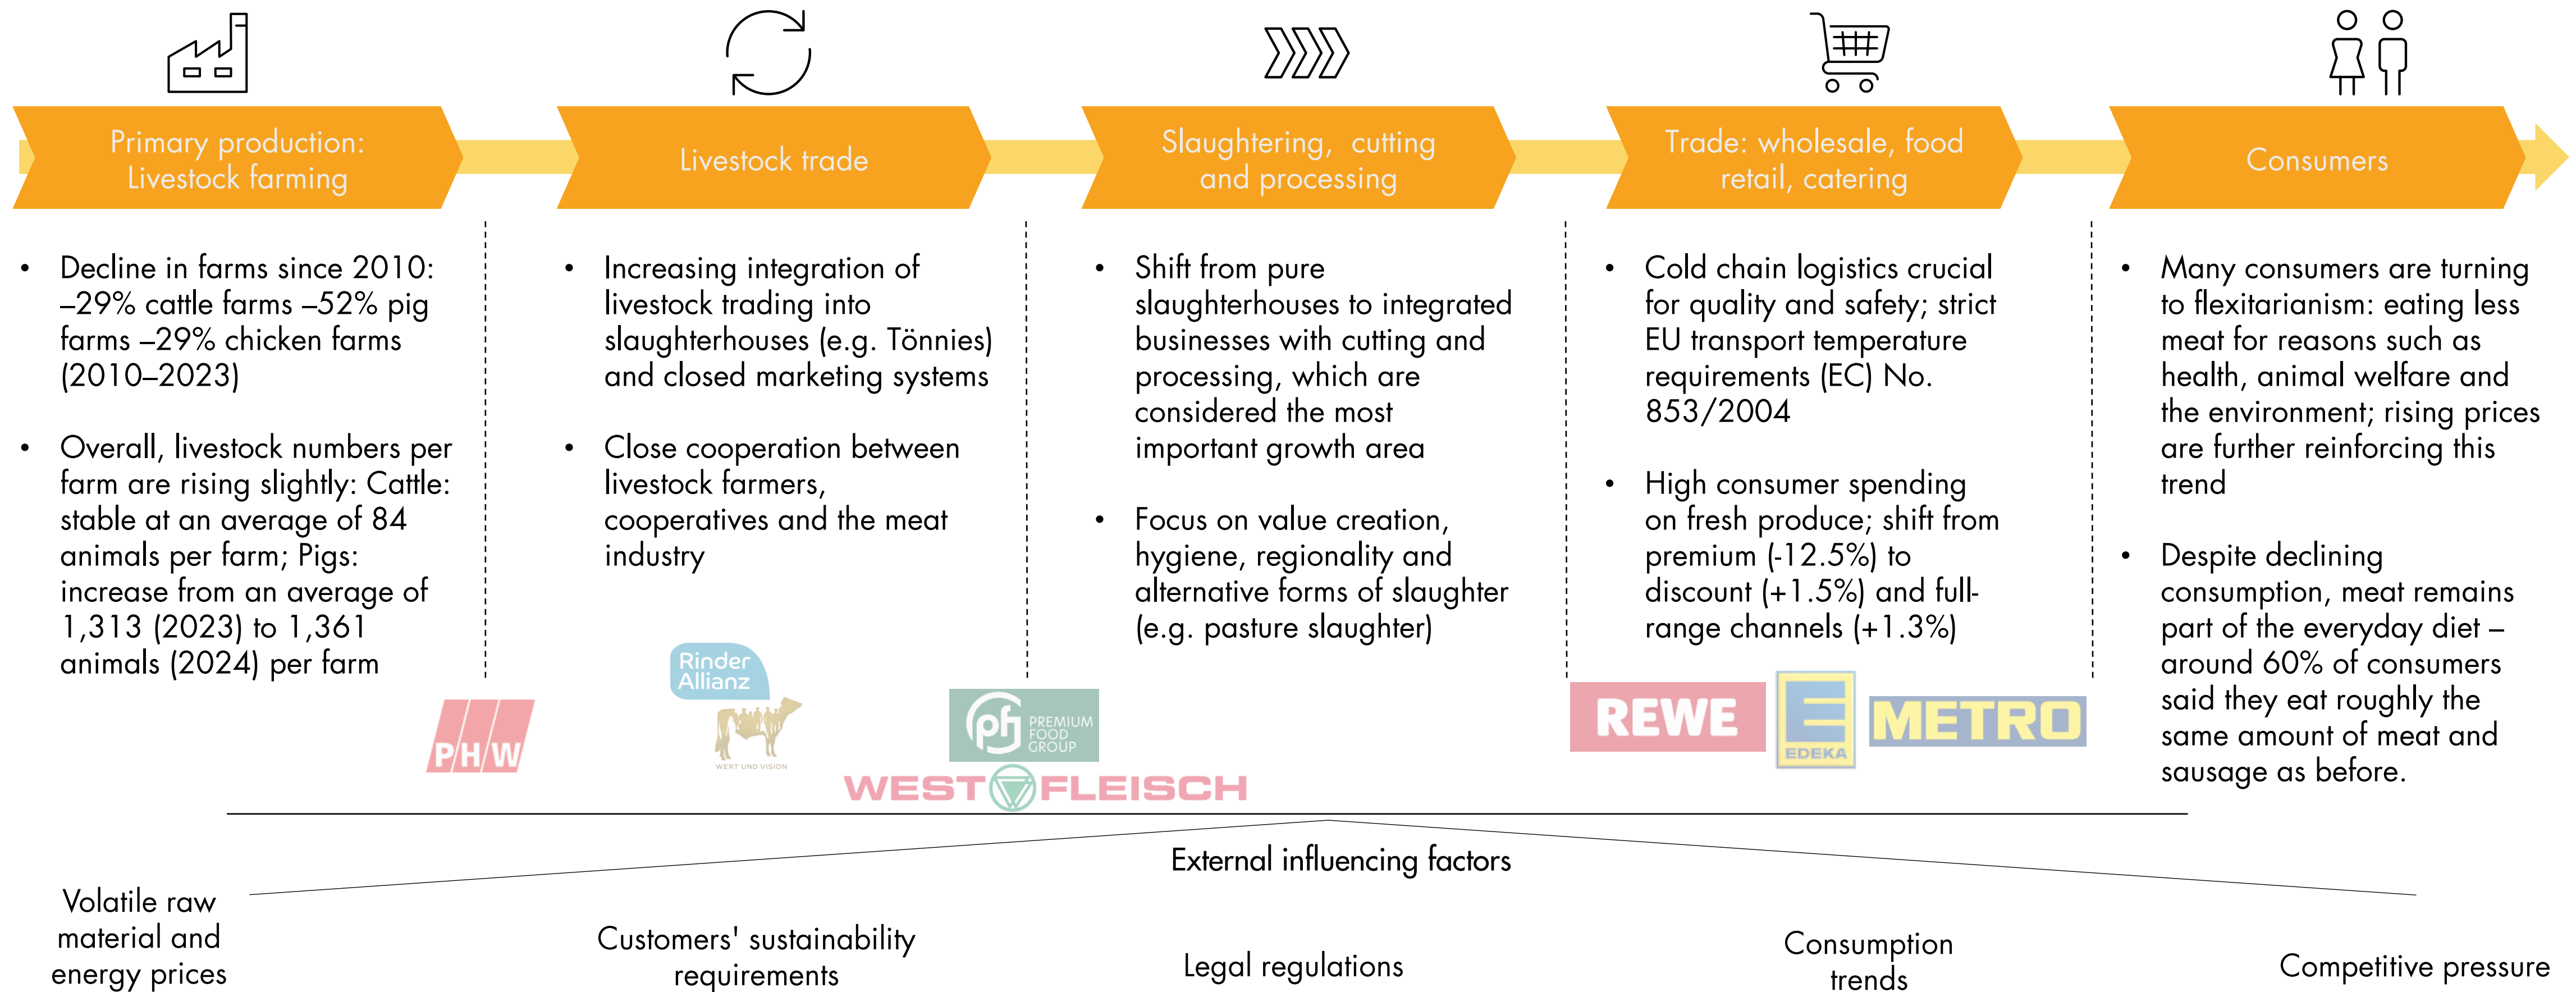 Primary production:
Livestock farming
Livestock trade
Slaughtering, cutting
and processing
Trade: wholesale, food
retail, catering
Consumers
• Decline in farms since 2010:
–29% cattle farms –52% pig
farms –29% chicken farms
(2010–2023)
• Overall, livestock numbers per
farm are rising slightly: Cattle:
stable at an average of 84
animals per farm; Pigs:
increase from an average of
1,313 (2023) to 1,361
animals (2024) per farm
• Increasing integration of
livestock trading into
slaughterhouses (e.g. Tönnies)
and closed marketing systems
• Close cooperation between
livestock farmers,
cooperatives and the meat
industry
• Shift from pure
slaughterhouses to integrated
businesses with cutting and
processing, which are
considered the most
important growth area
• Focus on value creation,
hygiene, regionality and
alternative forms of slaughter
(e.g. pasture slaughter)
• Cold chain logistics crucial
for quality and safety; strict
EU transport temperature
requirements (EC) No.
853/2004
• High consumer spending
on fresh produce; shift from
premium (-12.5%) to
discount (+1.5%) and full-
range channels (+1.3%)
• Many consumers are turning
to flexitarianism: eating less
meat for reasons such as
health, animal welfare and
the environment; rising prices
are further reinforcing this
trend
• Despite declining
consumption, meat remains
part of the everyday diet –
around 60% of consumers
said they eat roughly the
same amount of meat and
sausage as before.
PHW
Rinder
Allianz
WERT UND VISION
pfg
PREMIUM
FOOD
GROUP
WESTFLEISCH
REWE
E
EDEKA
METRO
External influencing factors
Volatile raw
material and
energy prices
Customers' sustainability
requirements
Legal regulations
Consumption
trends
Competitive pressure